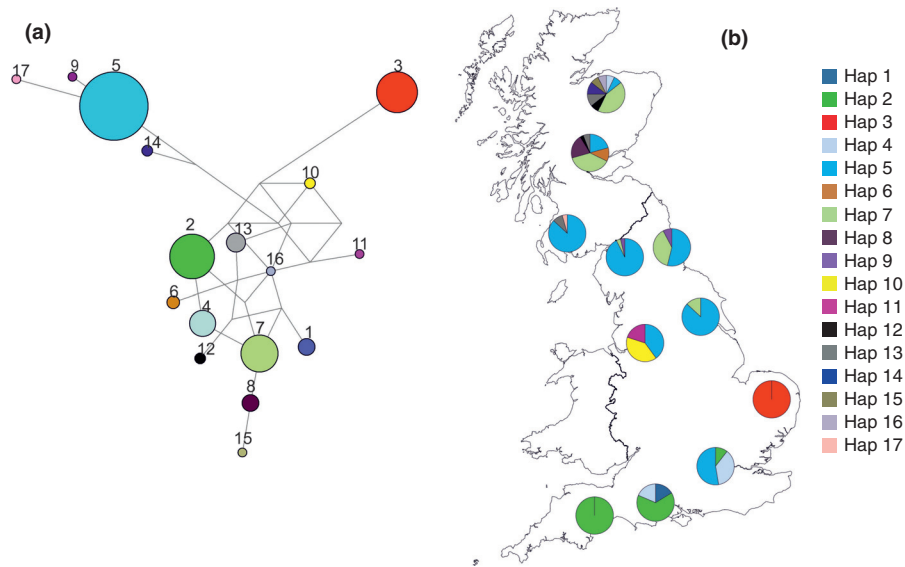 (a)
(b)
5
3
9
17
14
10
2
13
11
16
6
4
7
1
12
8
15
Hap 1
Hap 2
Hap 3
Hap 4
Hap 5
Hap 6
Hap 7
Hap 8
Hap 9
Hap 10
Hap 11
Hap 12
Hap 13
Hap 14
Hap 15
Hap 16
Hap 17